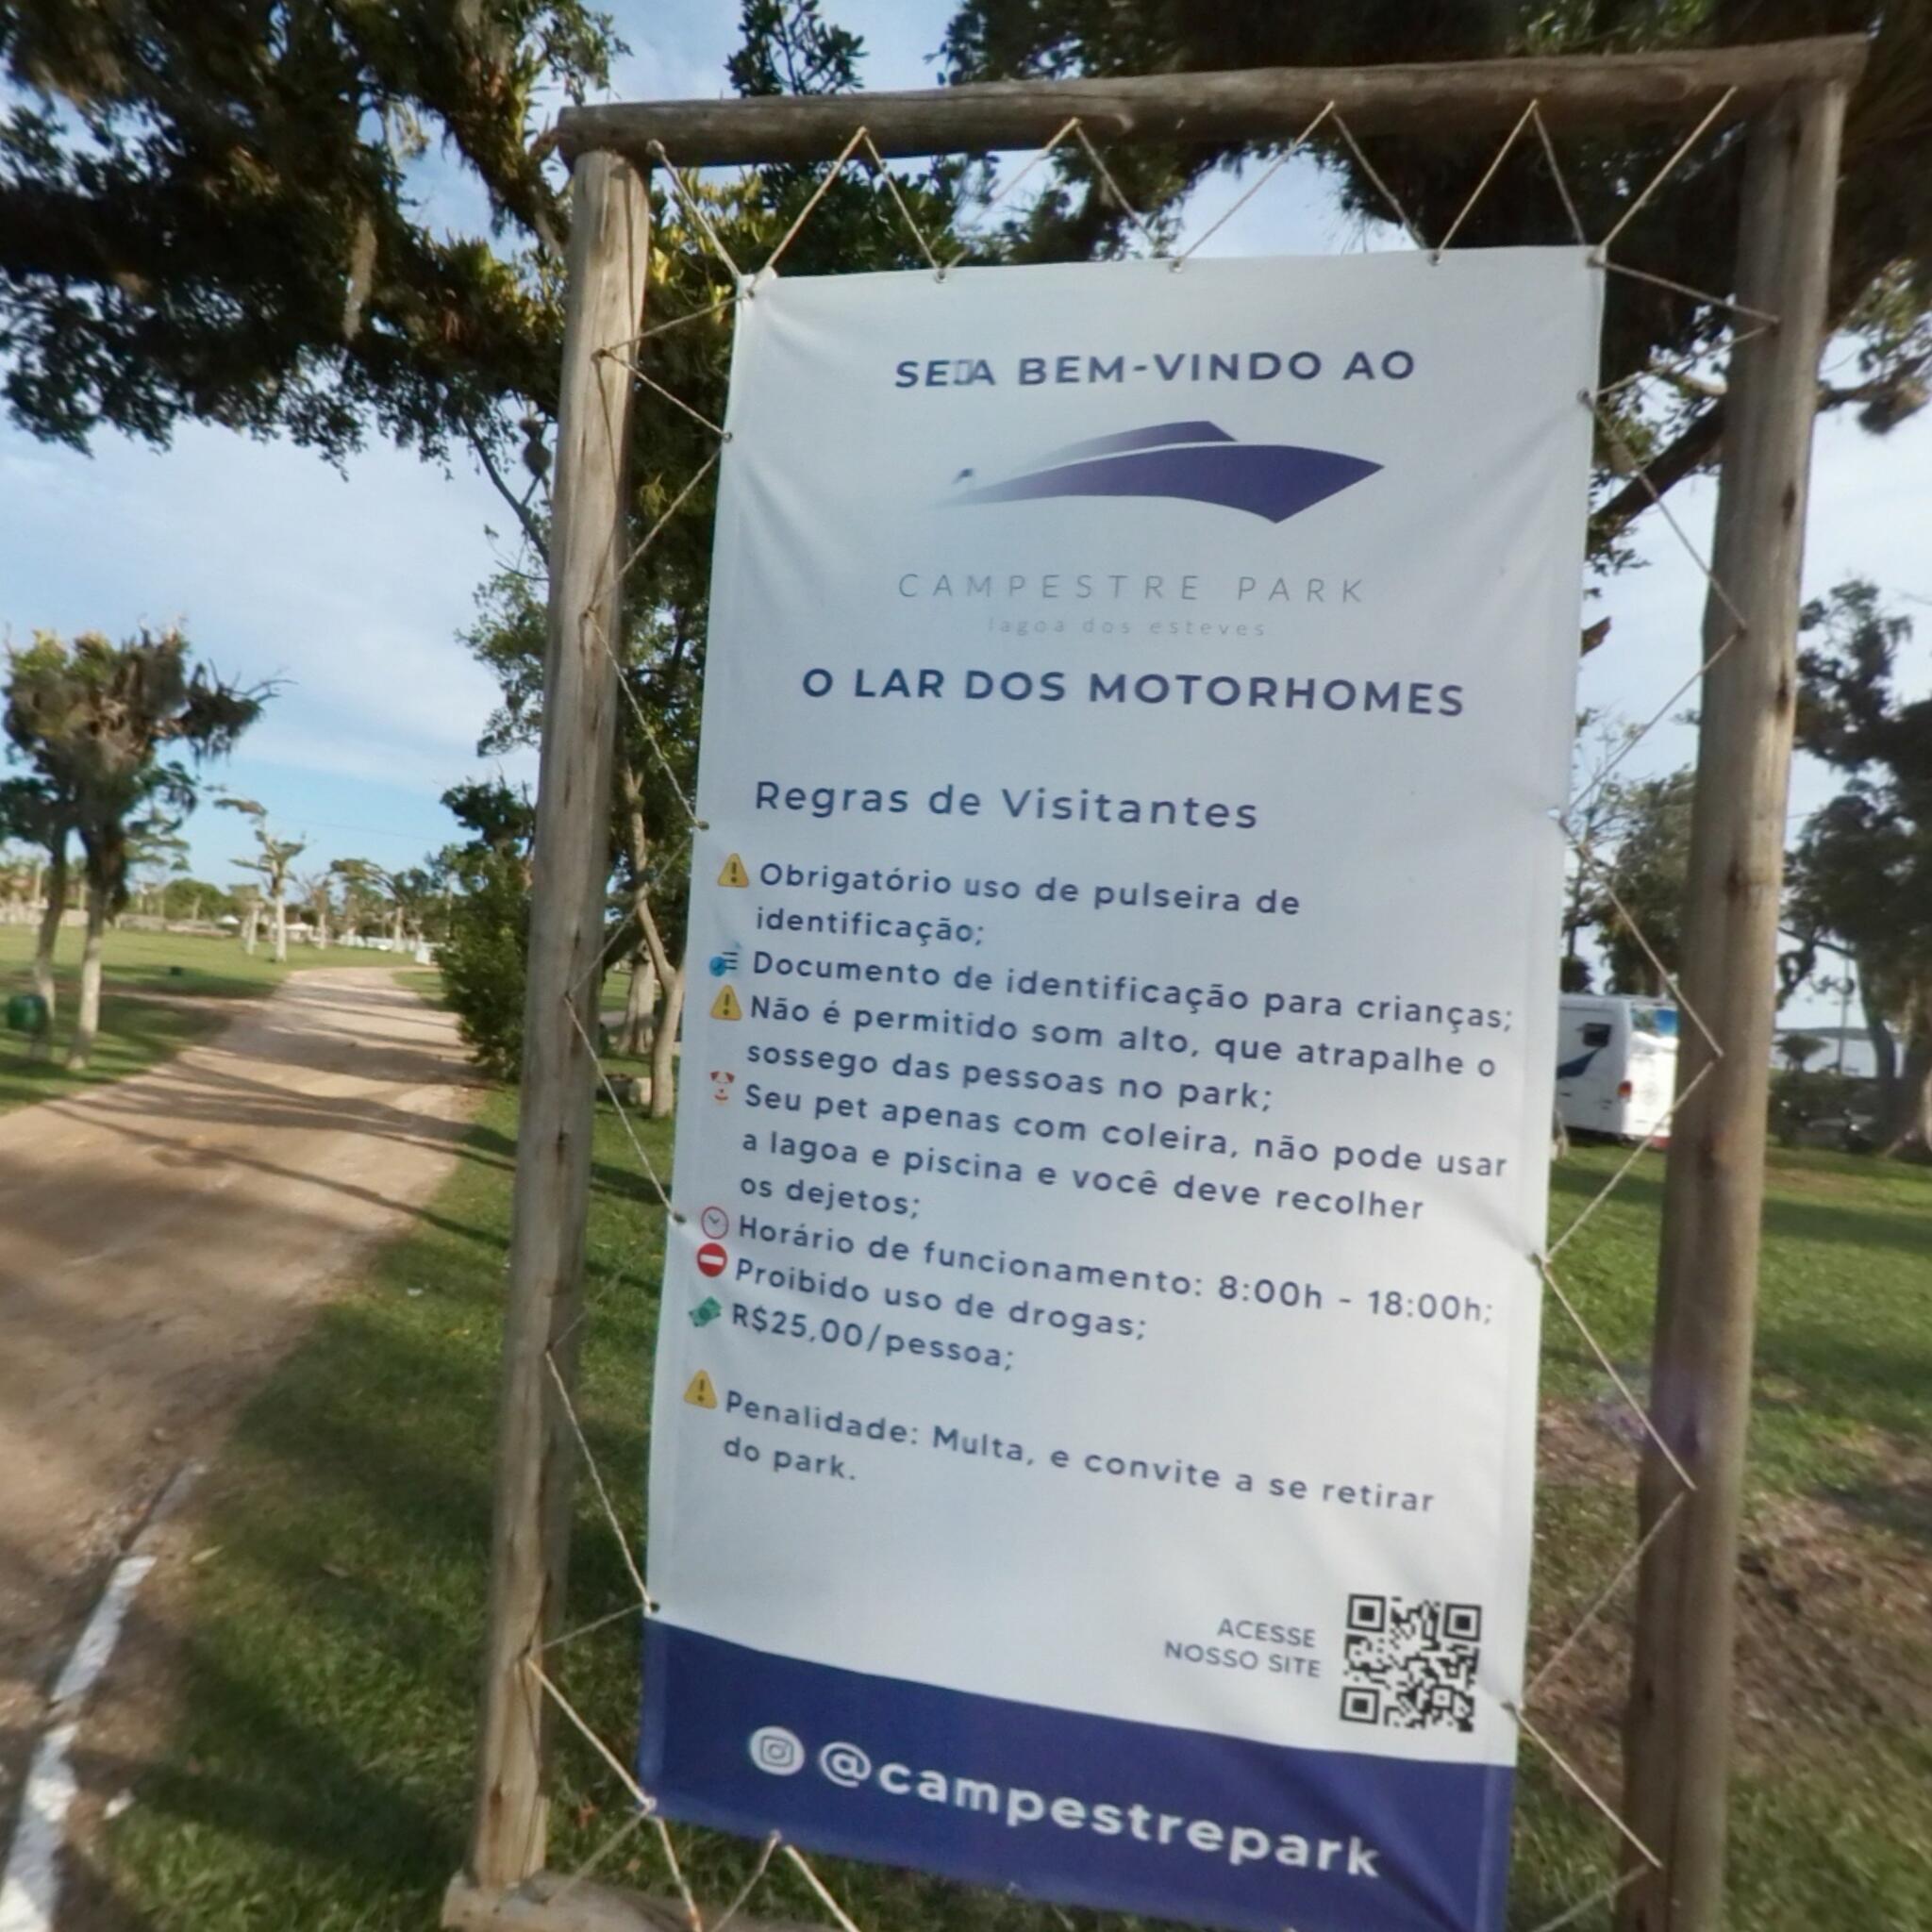 SEJA BEM-VINDO AO
CAMPESTRE PARK
lagoa dos esteves
O LAR DOS MOTORHOMES
Regras de Visitantes
Obrigatório uso de pulseira de
identificação;
Documento de identificação para crianças;
Não é permitido som alto, que atrapalhe o
sossego das pessoas no park;
Seu pet apenas com coleira, não pode usar
a lagoa e piscina e você deve recolher
os dejetos;
Horário de funcionamento: 8:00h - 18:00h;
Proibido uso de drogas;
R$25,00/pessoa;
Penalidade: Multa, e convite a se retirar
do park.
ACESSE
NOSSO SITE
@campestrepark